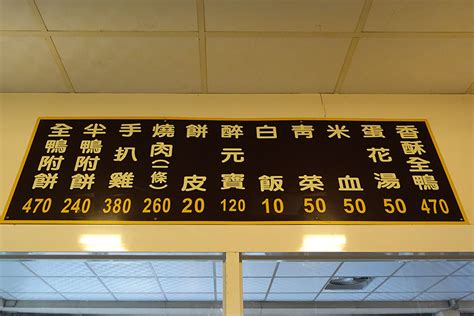 全鴨附餅 470
半鴨附餅 240
手扒雞 380
燒肉(一條) 260
餅皮 20
醉元寶 120
白飯 10
青菜 50
米血 50
蛋花湯 50
香酥全鴨 470